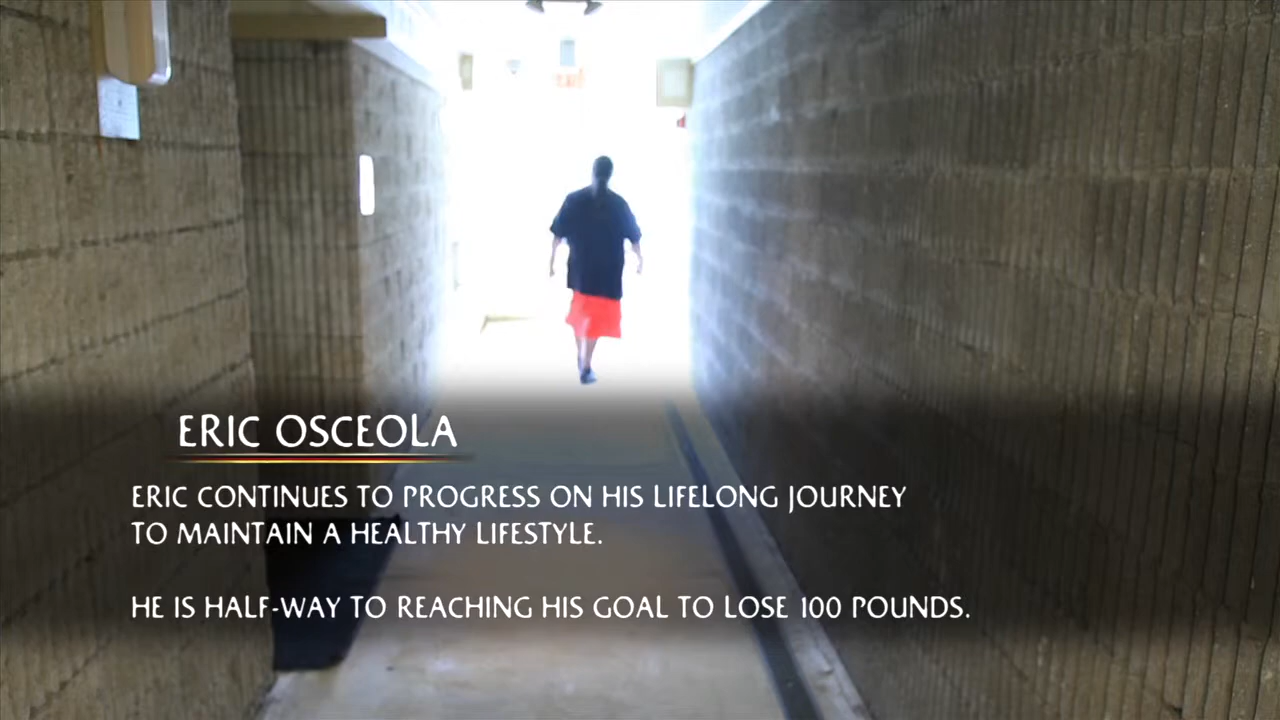 ERIC OSCEOLA
ERIC CONTINUES TO PROGRESS ON HIS LIFELONG JOURNEY
TO MAINTAIN A HEALTHY LIFESTYLE.
HE IS HALF-WAY TO REACHING HIS GOAL TO LOSE 100 POUNDS.